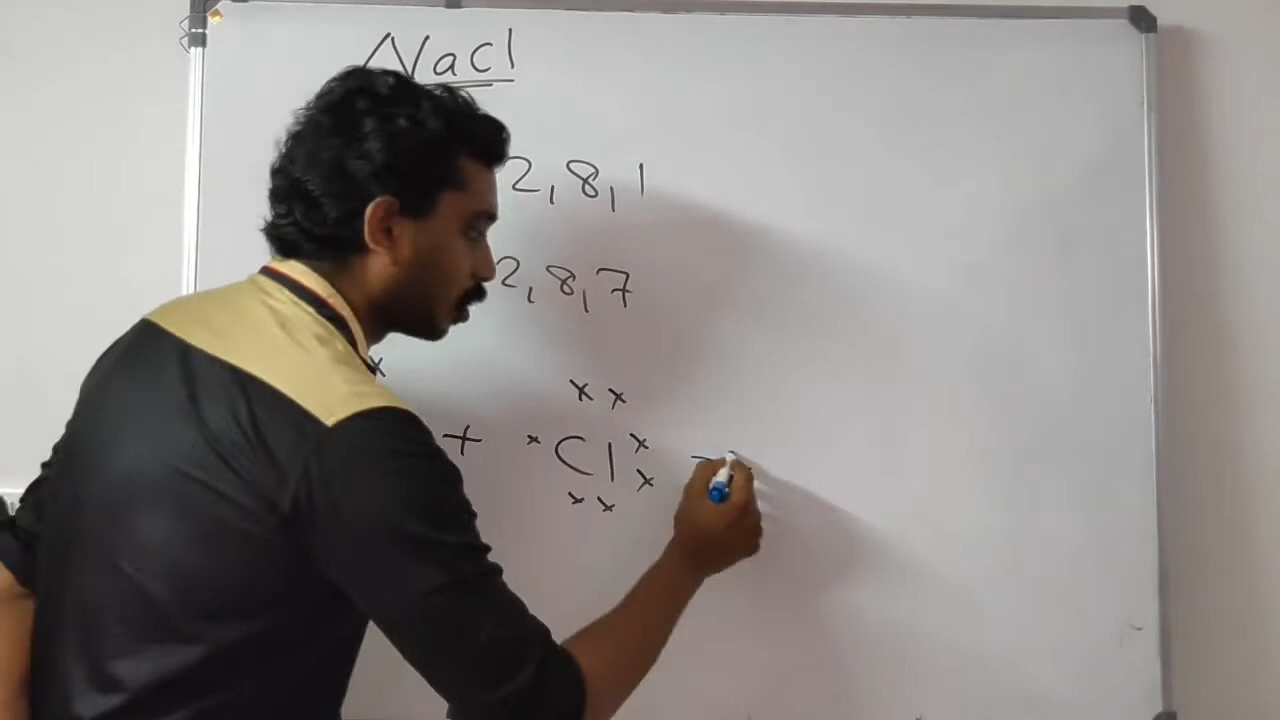 Nacl
2,8,1
2,8,7
x
x x
+ x Cl x
x
x x